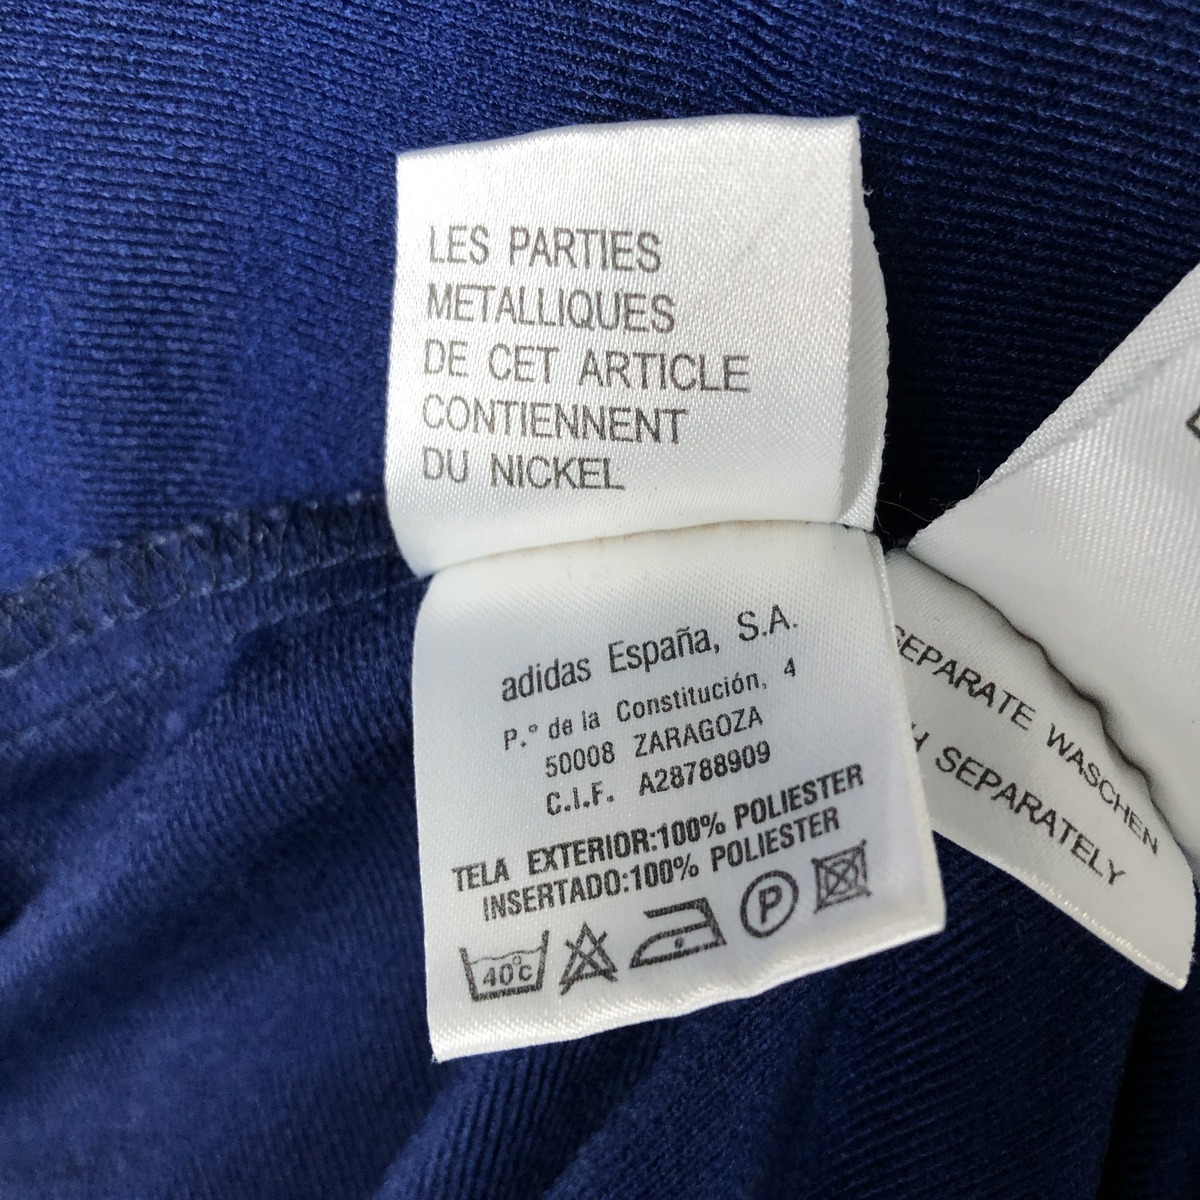 LES PARTIES
METALLIQUES
DE CET ARTICLE
CONTIENNENT
DU NICKEL
adidas España, S.A.
P.º de la Constitución, 4
50008 ZARAGOZA
C.I.F. A28788909
TELA EXTERIOR:100% POLIESTER
INSERTADO:100% POLIESTER
40°c
P
SEPARATE WASCHEN
H SEPARATELY